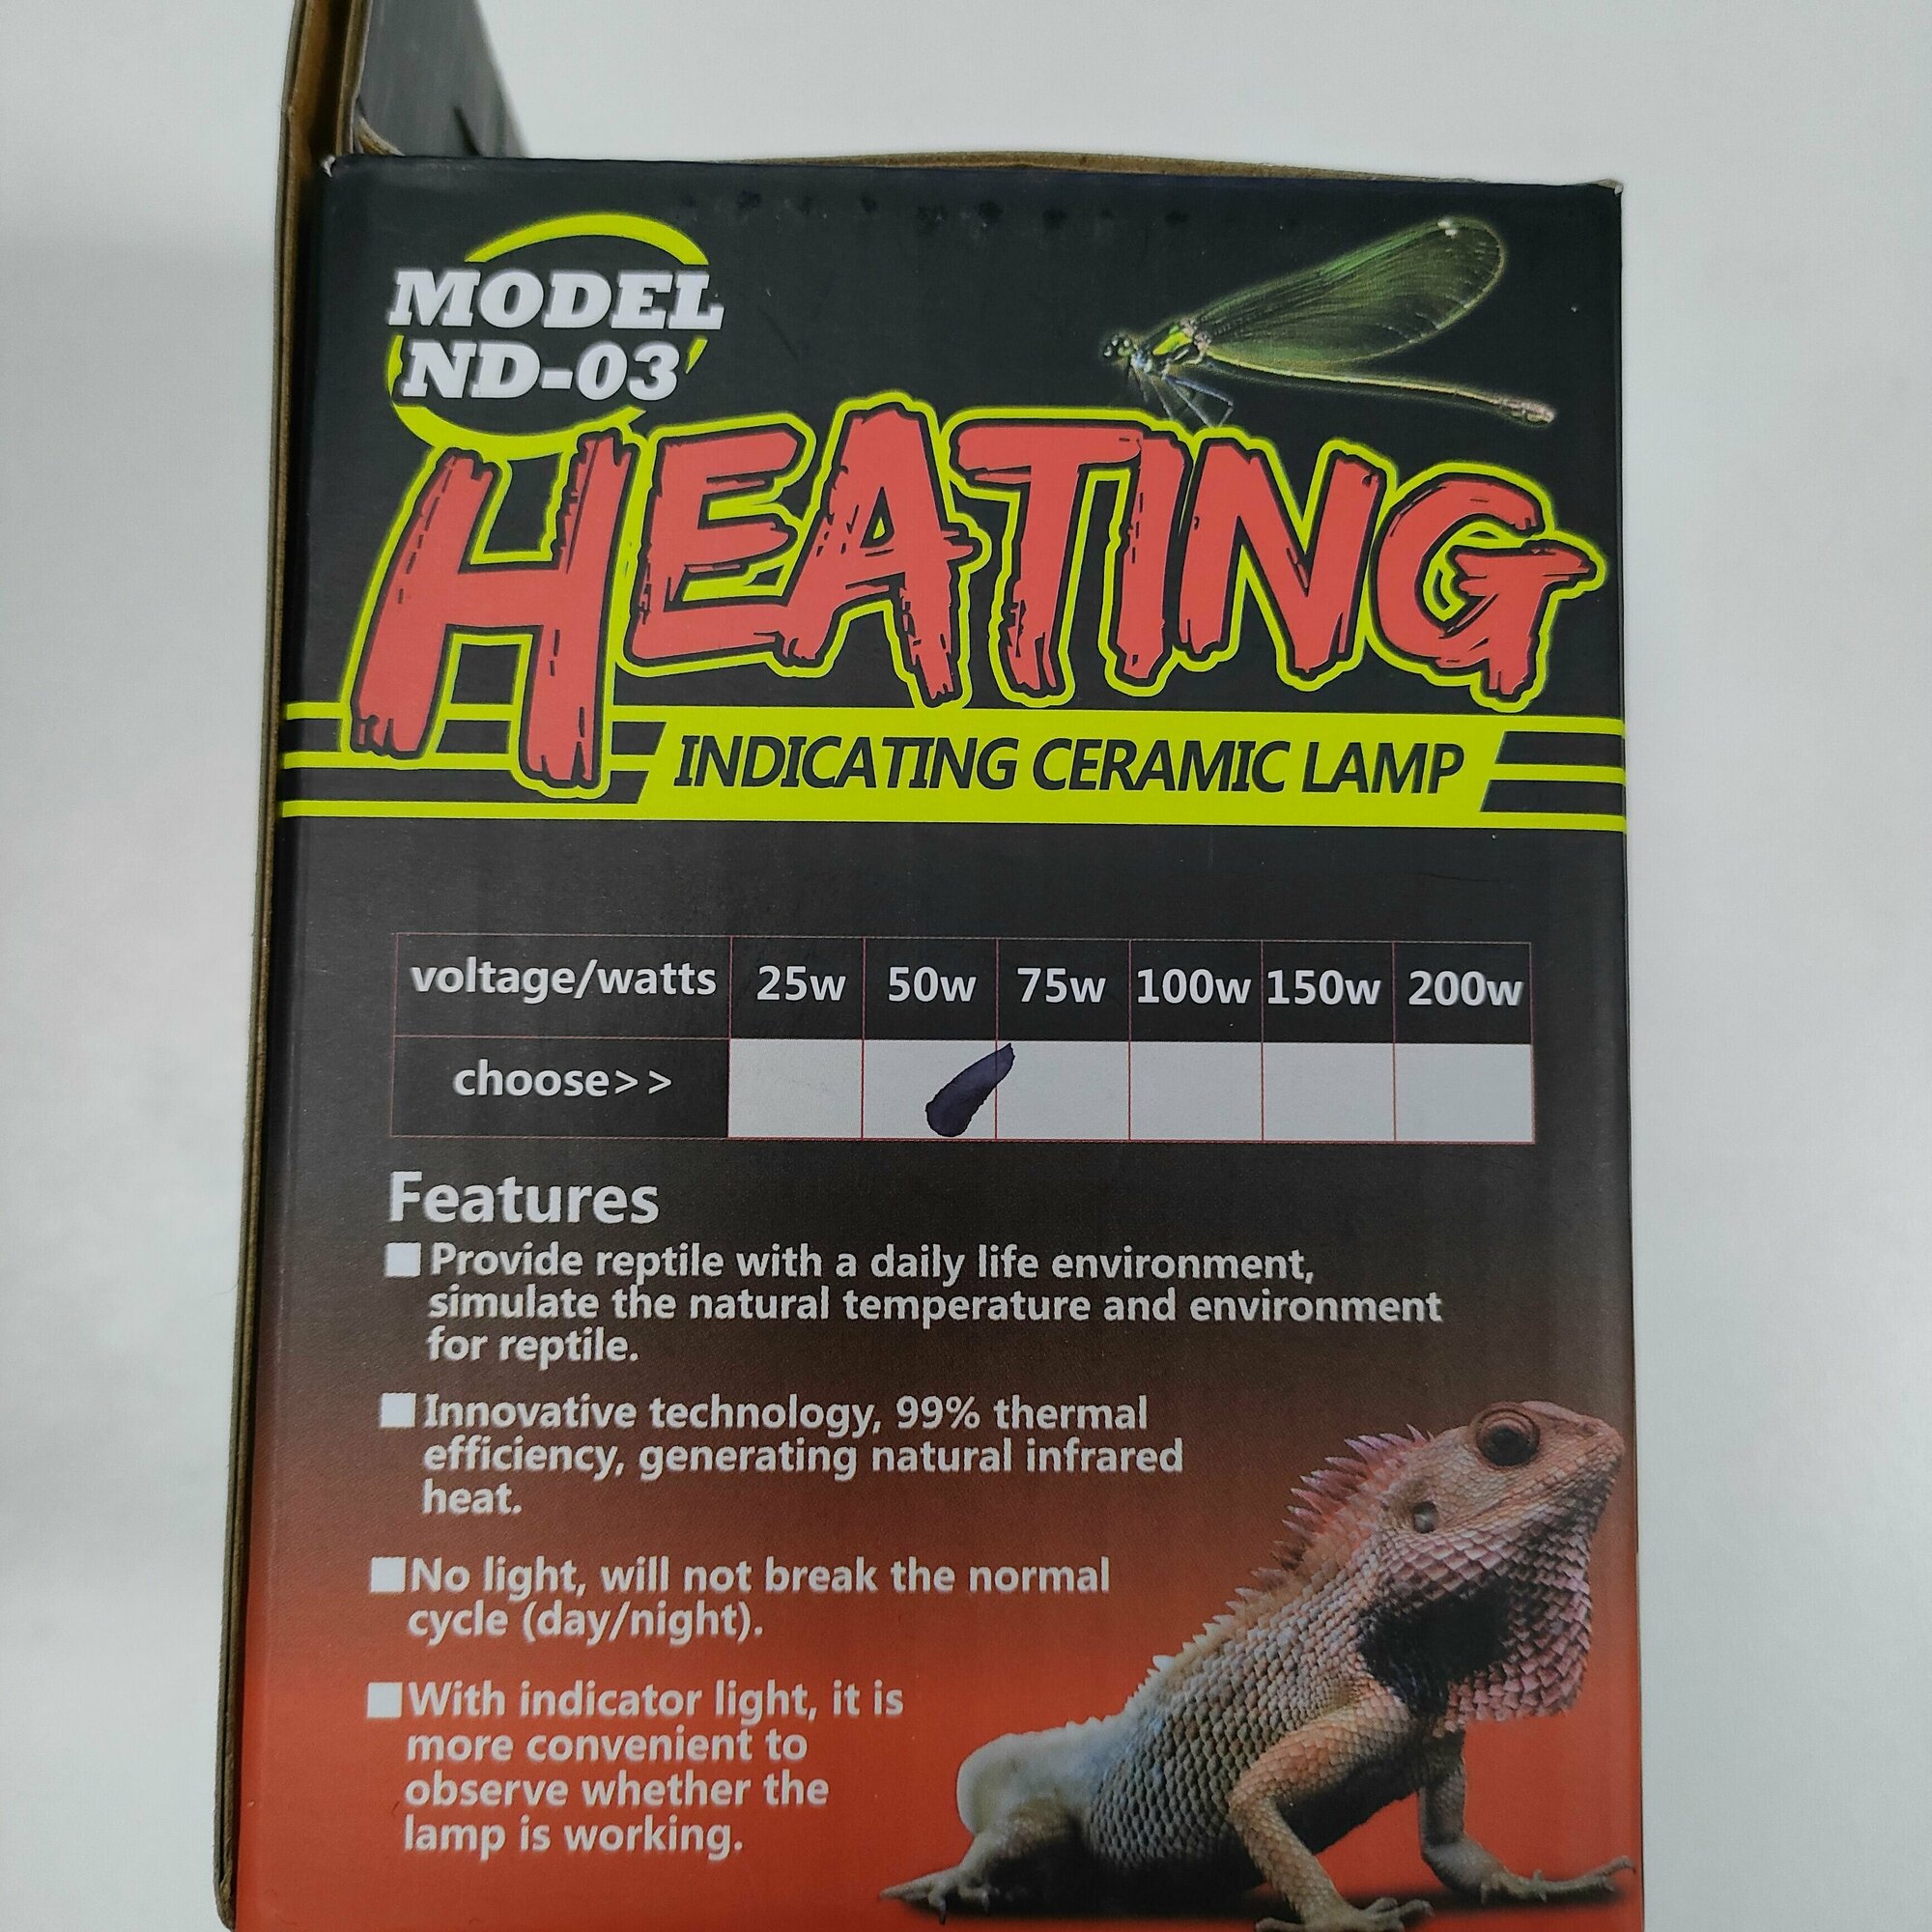 MODEL
ND-03
HEATING
INDICATING CERAMIC LAMP
voltage/watts 25w 50w 75w 100w 150w 200w
choose>>
Features
Provide reptile with a daily life environment,
simulate the natural temperature and environment
for reptile.
Innovative technology, 99% thermal
efficiency, generating natural infrared
heat.
No light, will not break the normal
cycle (day/night).
With indicator light, it is
more convenient to
observe whether the
lamp is working.